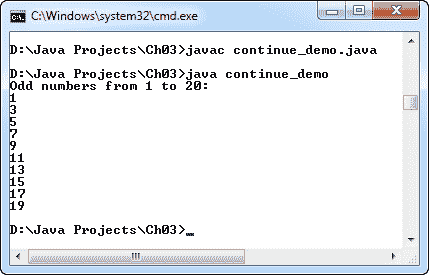 C:\Windows\system32\cmd.exe
D:\Java Projects\Ch03>javac continue_demo.java
D:\Java Projects\Ch03>java continue_demo
Odd numbers from 1 to 20:
1
3
5
7
9
11
13
15
17
19
D:\Java Projects\Ch03>_